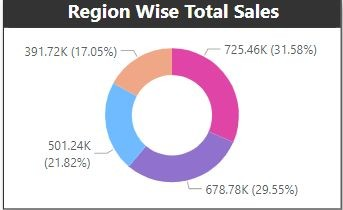 Region Wise Total Sales
391.72K (17.05%)
725.46K (31.58%)
501.24K
(21.82%)
678.78K (29.55%)